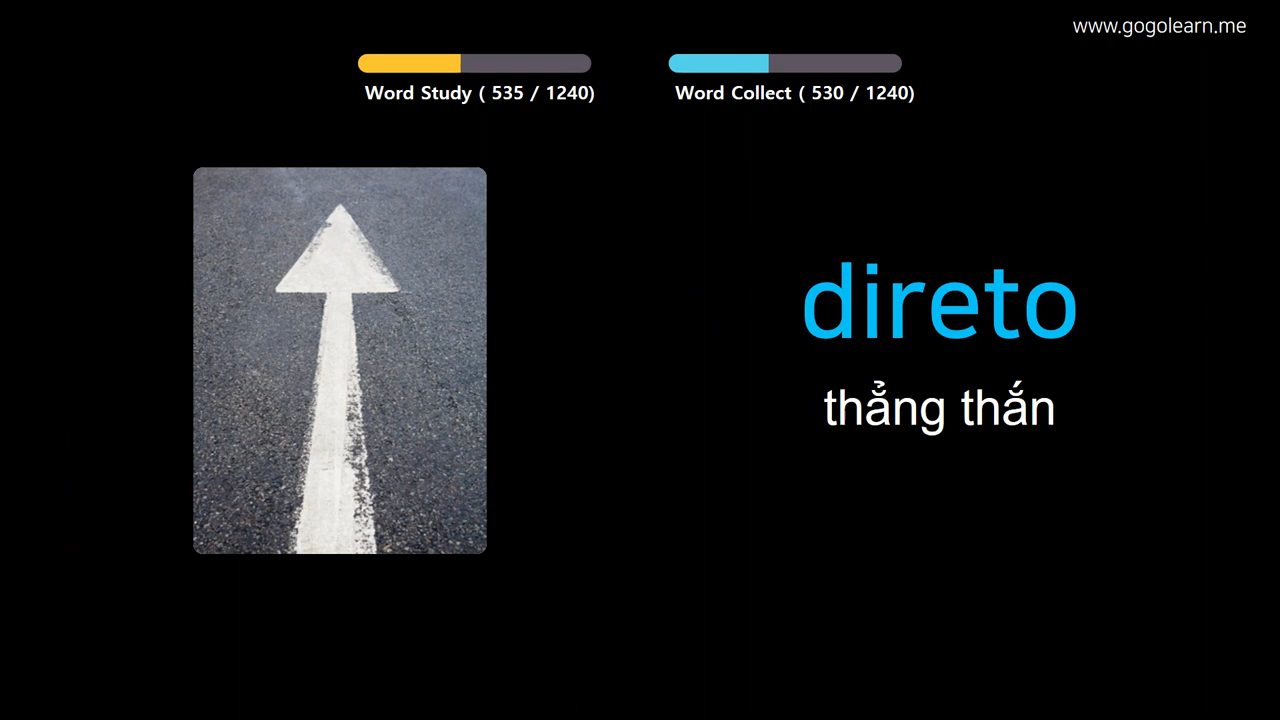 www.gogolearn.me
Word Study ( 535 / 1240)
Word Collect ( 530 / 1240)
direto
thẳng thắn